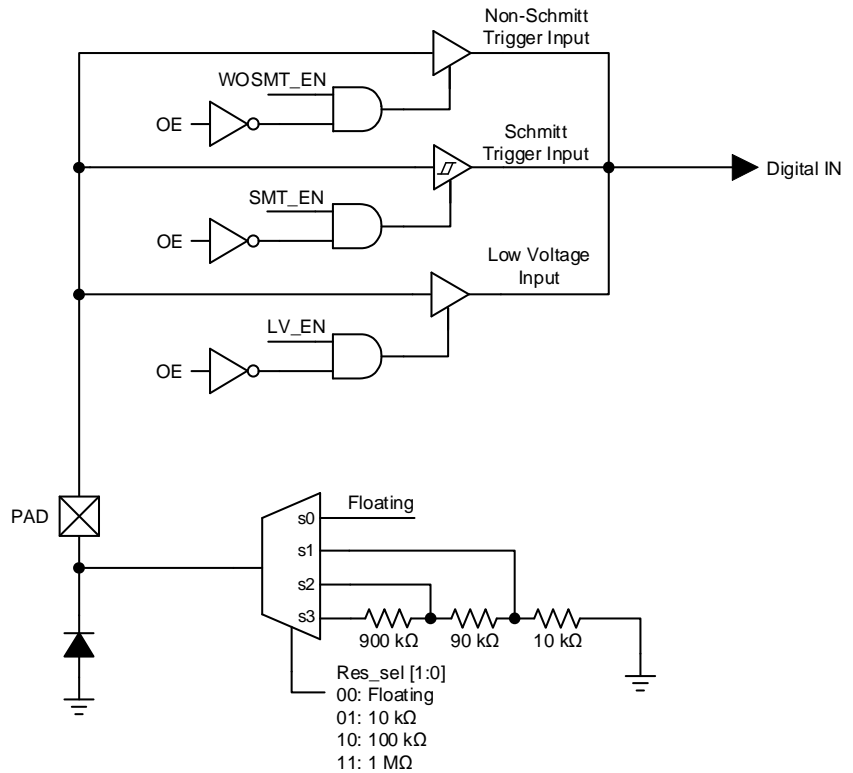 Non-Schmitt
Trigger Input
WOSMT_EN
OE
Schmitt
Trigger Input
Digital IN
SMT_EN
OE
Low Voltage
Input
LV_EN
OE
PAD
s0
Floating
s1
s2
s3
900 kΩ
90 kΩ
10 kΩ
Res_sel [1:0]
00: Floating
01: 10 kΩ
10: 100 kΩ
11: 1 MΩ